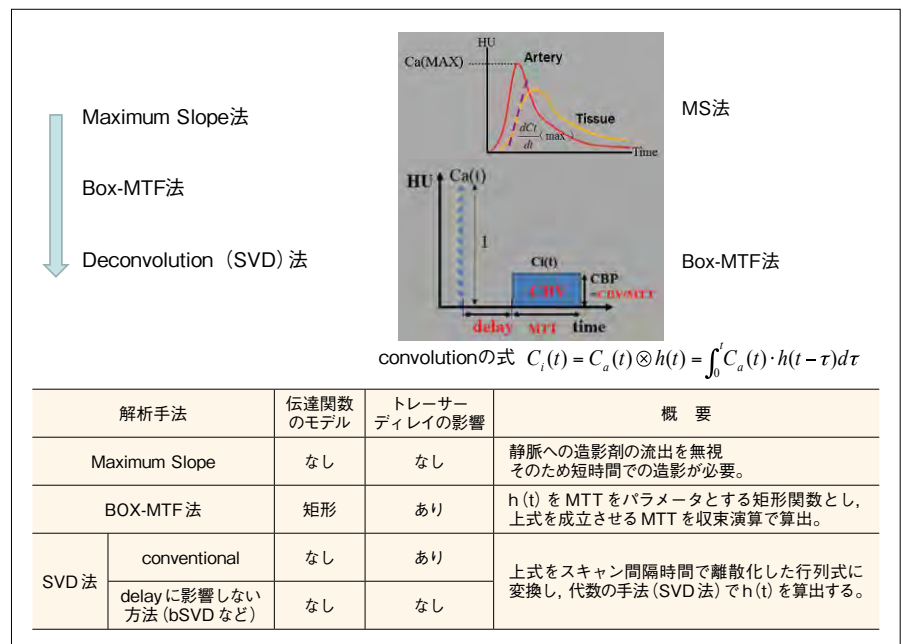 Maximum Slope法
Box-MTF法
Deconvolution（SVD）法
HU
Ca(MAX)
Artery
Tissue
dCt/dt(max)
Time
MS法
HU
Ca(t)
1
Ci(t)
CBV
CBP
=CBV/MTT
delay
MTT
time
Box-MTF法
convolutionの式 C_i(t) = C_a(t) ⊗ h(t) = ∫_0^t C_a(t)・h(t−τ)dτ
解析手法
伝達関数
のモデル
トレーサー
ディレイの影響
概　要
Maximum Slope
なし
なし
静脈への造影剤の流出を無視
そのため短時間での造影が必要。
BOX-MTF法
矩形
あり
h（t）をMTTをパラメータとする矩形関数とし，
上式を成立させるMTTを収束演算で算出。
SVD法
conventional
なし
あり
delayに影響しない
方法（bSVDなど）
なし
なし
上式をスキャン間隔時間で離散化した行列式に
変換し，代数の手法（SVD法）でh（t）を算出する。